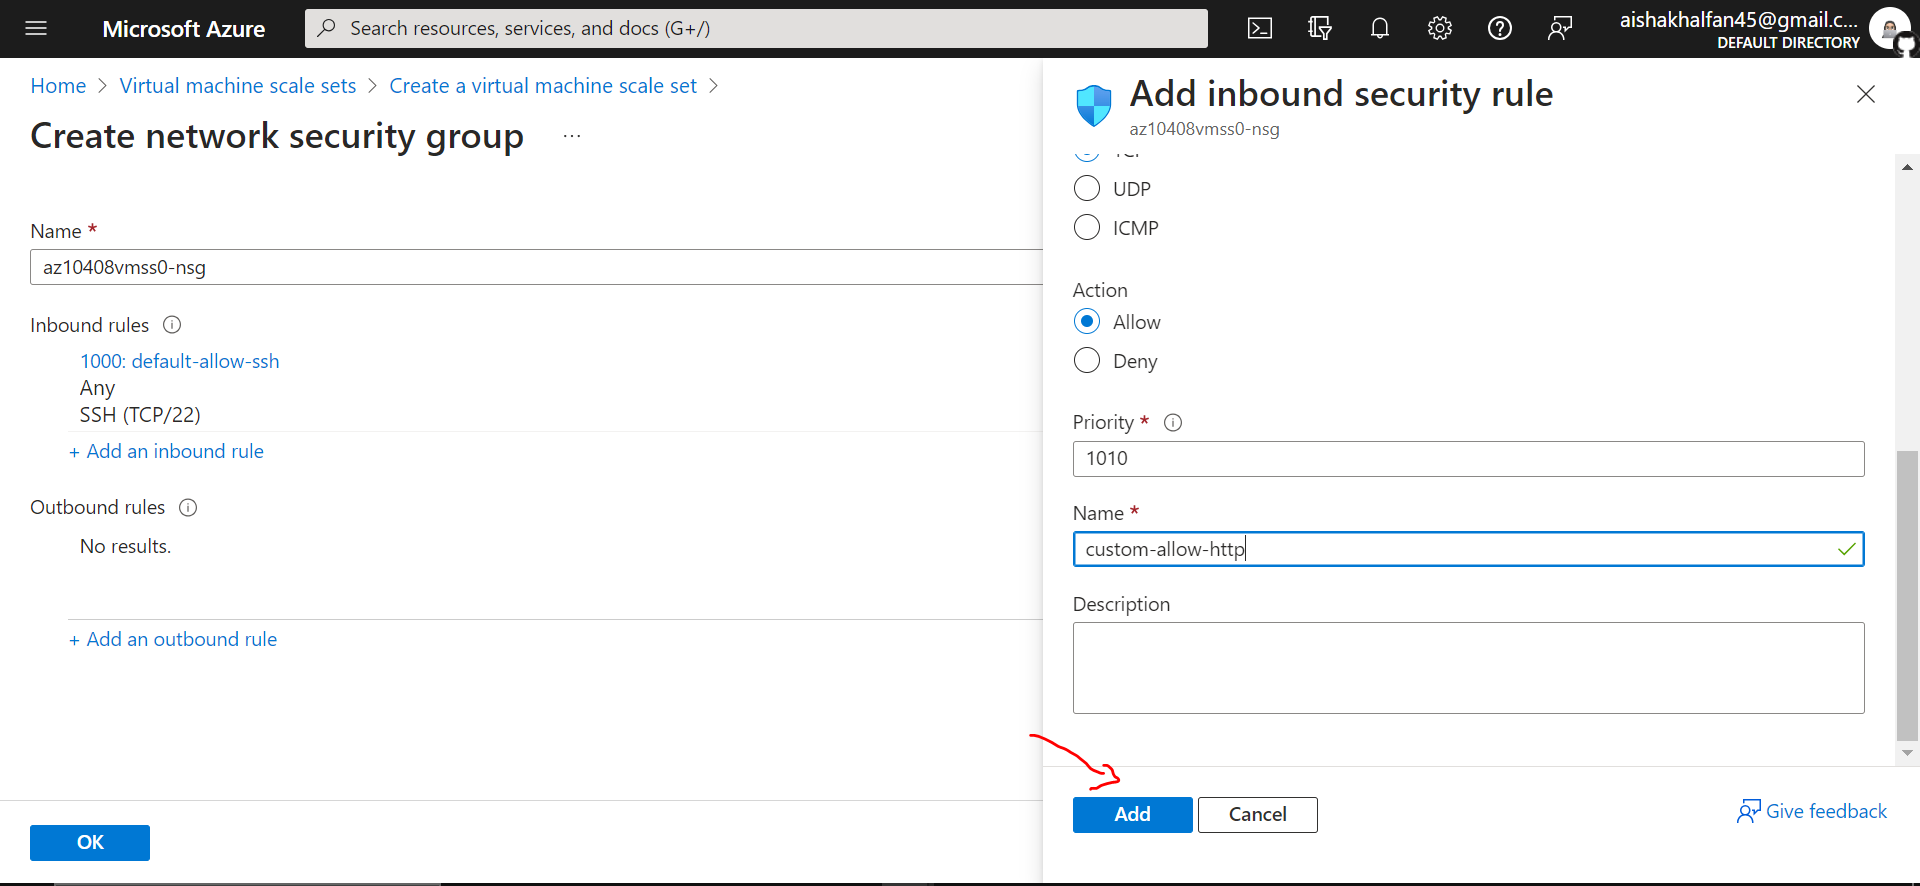 Microsoft Azure
Search resources, services, and docs (G+/)
aishakhalfan45@gmail.c...
DEFAULT DIRECTORY
Home > Virtual machine scale sets > Create a virtual machine scale set >
Create network security group ...
Name *
az10408vmss0-nsg
Inbound rules
1000: default-allow-ssh
Any
SSH (TCP/22)
+ Add an inbound rule
Outbound rules
No results.
+ Add an outbound rule
OK
Add inbound security rule
az10408vmss0-nsg
TCP
UDP
ICMP
Action
Allow
Deny
Priority *
1010
Name *
custom-allow-http
Description
Add
Cancel
Give feedback